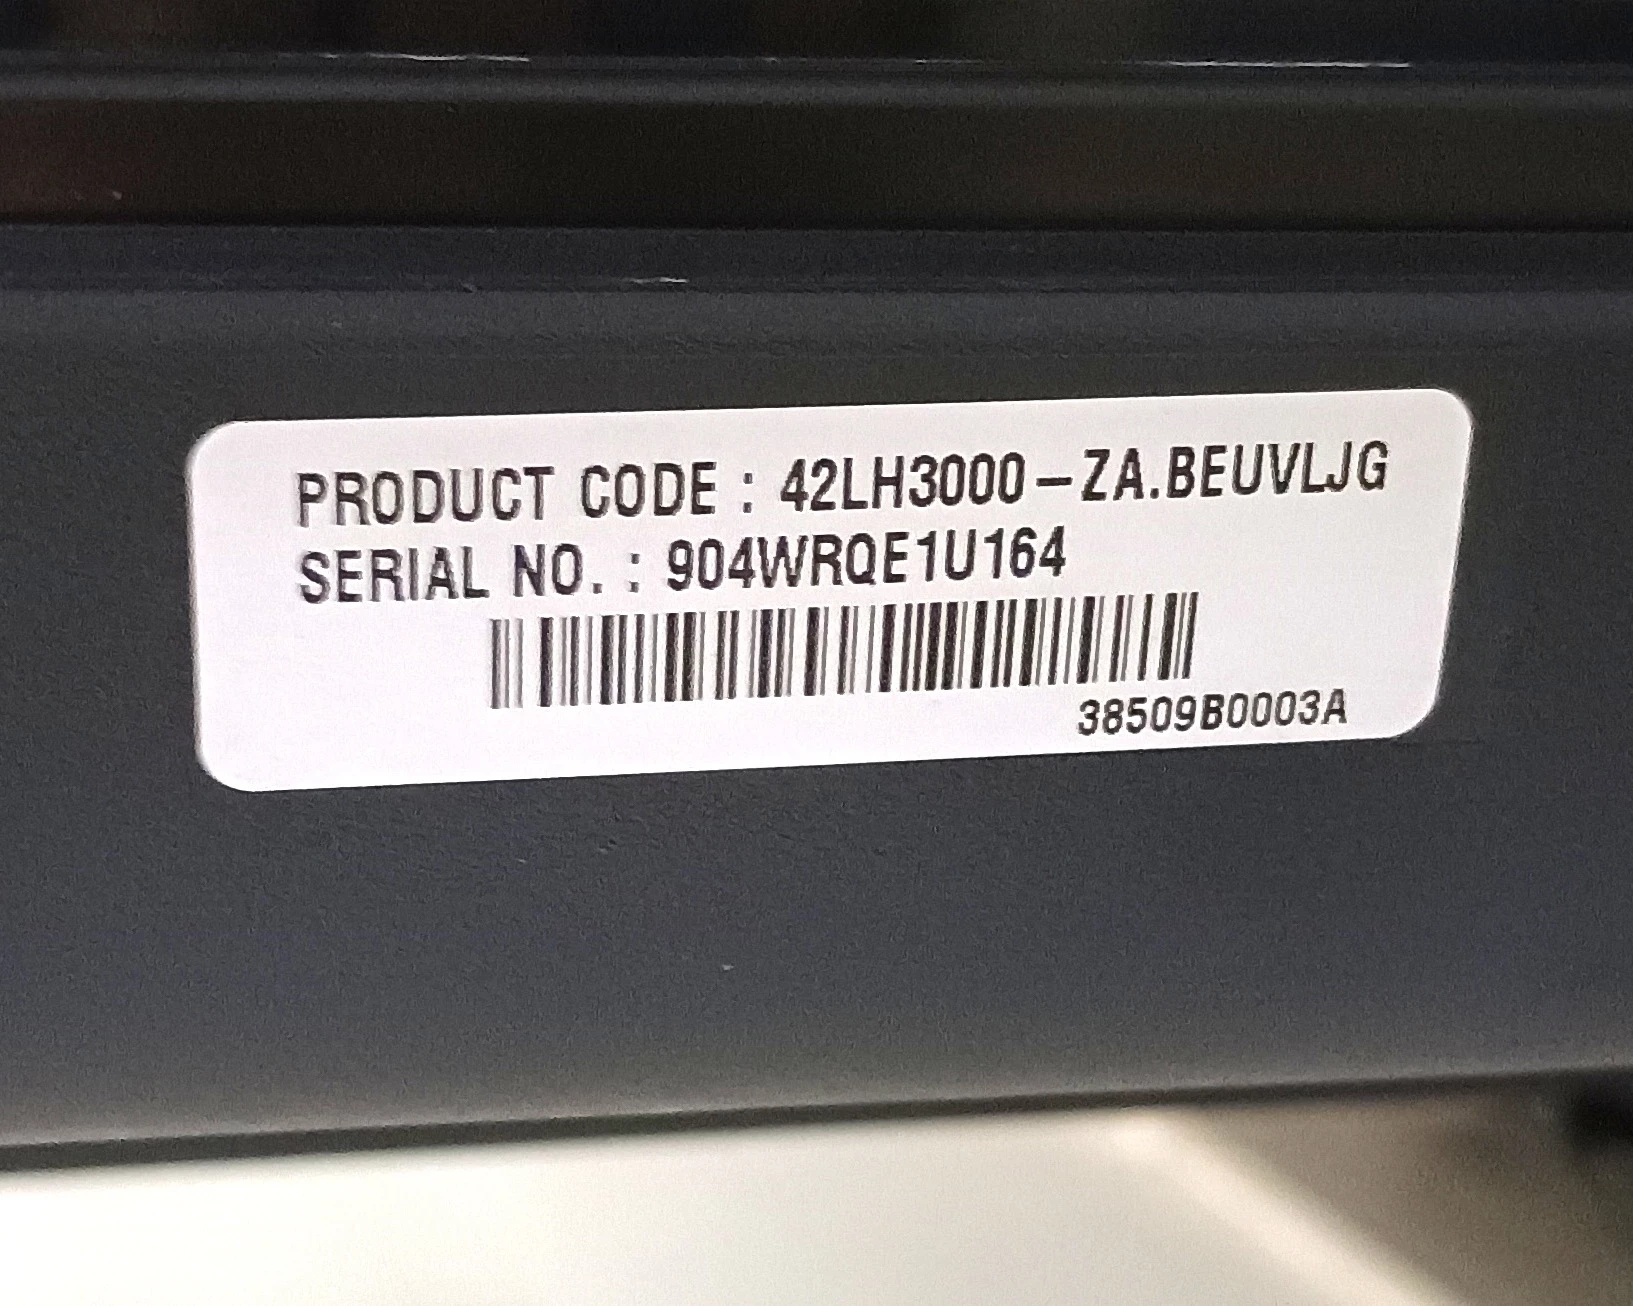 PRODUCT CODE : 42LH3000-ZA.BEUVLJG
SERIAL NO. : 904WRQE1U164
38509B0003A